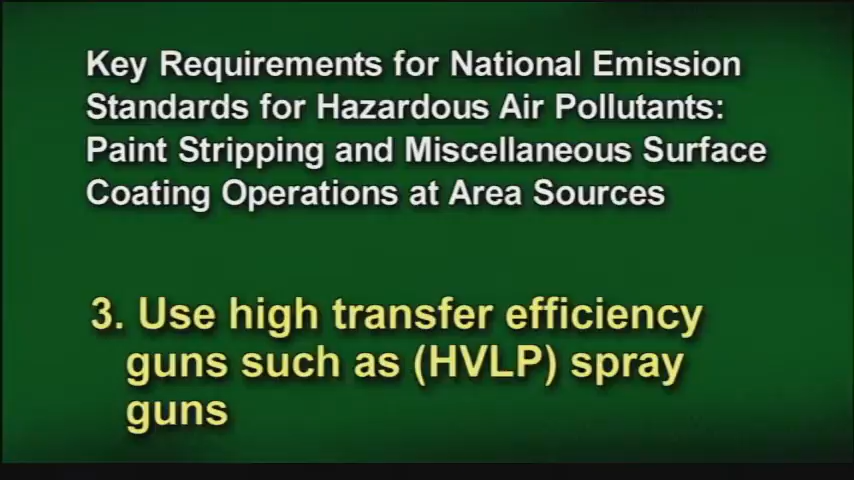 Key Requirements for National Emission
Standards for Hazardous Air Pollutants:
Paint Stripping and Miscellaneous Surface
Coating Operations at Area Sources
3. Use high transfer efficiency
guns such as (HVLP) spray
guns